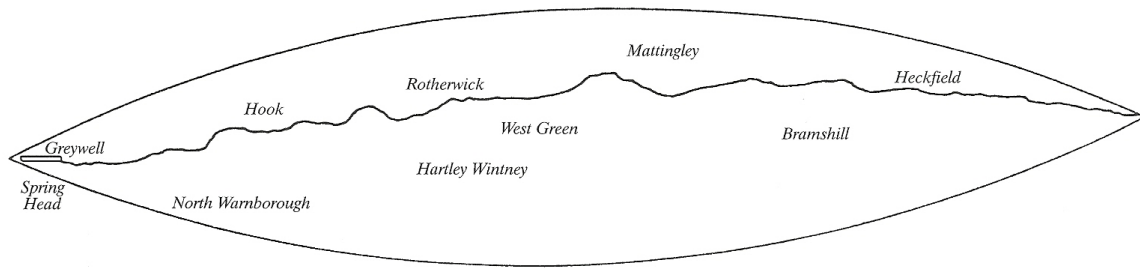 Mattingley
Heckfield
Rotherwick
Hook
West Green
Bramshill
Greywell
Hartley Wintney
Spring
Head
North Warnborough